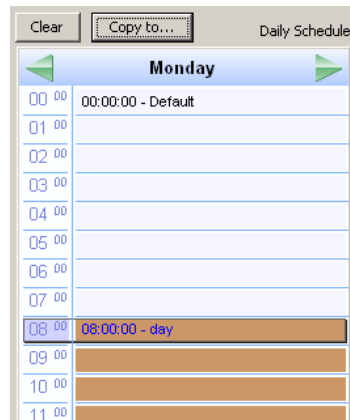 Clear Copy to... Daily Schedule
Monday
00 00 00:00:00 - Default
01 00
02 00
03 00
04 00
05 00
06 00
07 00
08 00 08:00:00 - day
09 00
10 00
11 00